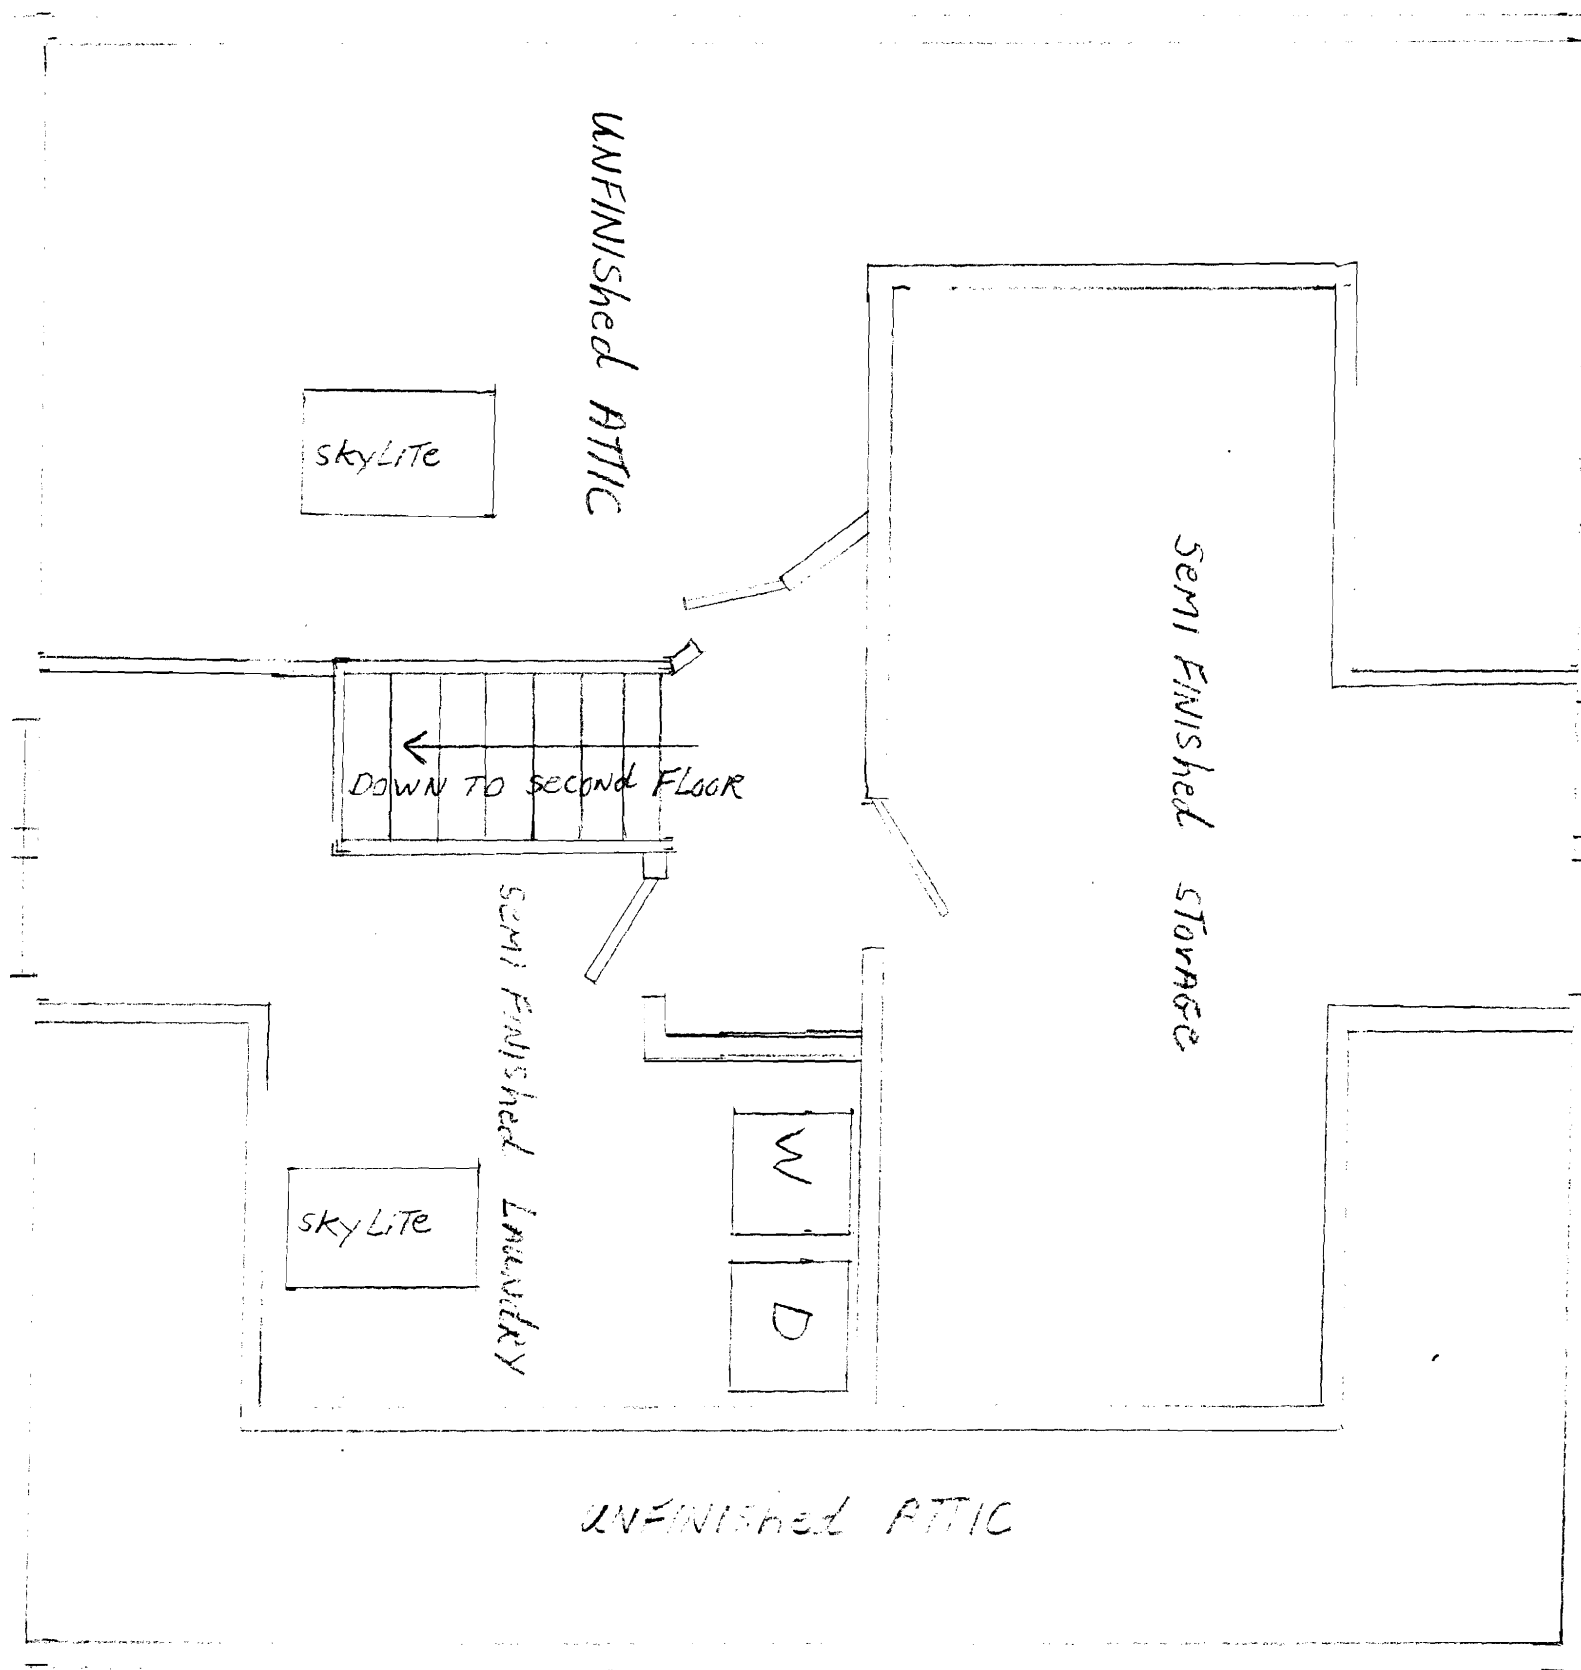 UNFINIShed ATTIC
SkyLiTe
SeMI FINIShed STorAGe
DOWN TO SecONd FLOOR
SeMI FINIShed LAUNdRY
W
SkyLiTe
D
UNFINIShed ATTIC